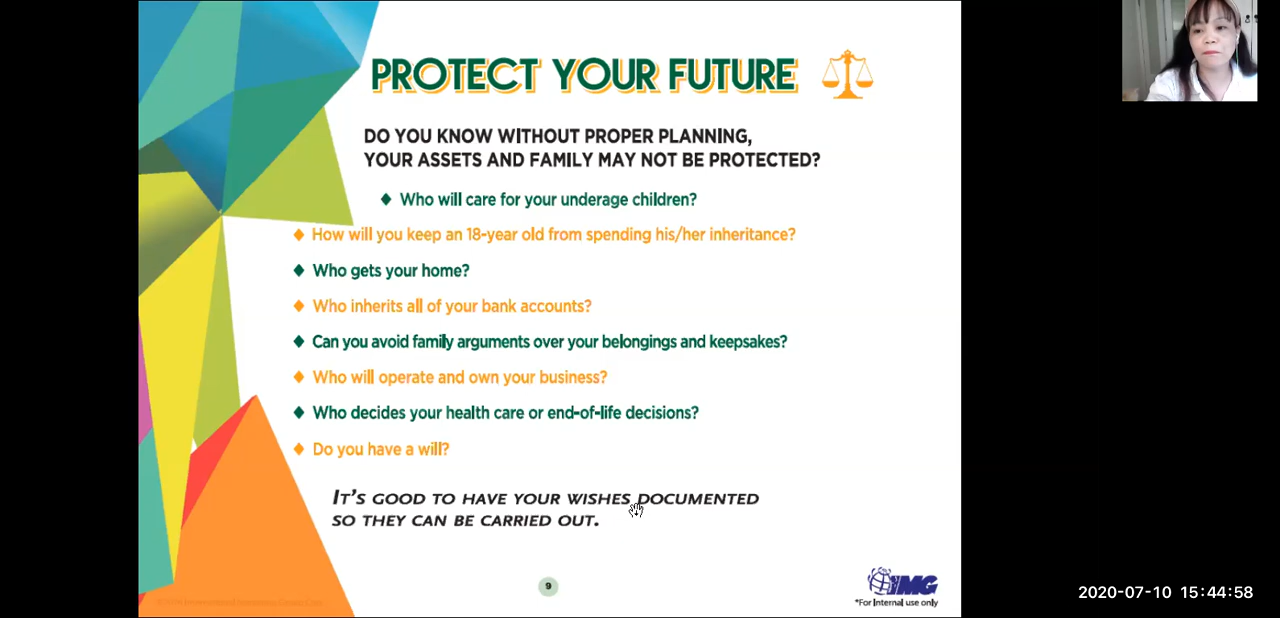 PROTECT YOUR FUTURE
DO YOU KNOW WITHOUT PROPER PLANNING,
YOUR ASSETS AND FAMILY MAY NOT BE PROTECTED?
◆ Who will care for your underage children?
◆ How will you keep an 18-year old from spending his/her inheritance?
◆ Who gets your home?
◆ Who inherits all of your bank accounts?
◆ Can you avoid family arguments over your belongings and keepsakes?
◆ Who will operate and own your business?
◆ Who decides your health care or end-of-life decisions?
◆ Do you have a will?
IT'S GOOD TO HAVE YOUR WISHES DOCUMENTED
SO THEY CAN BE CARRIED OUT.
9
IMG
*For Internal use only
2020-07-10 15:44:58